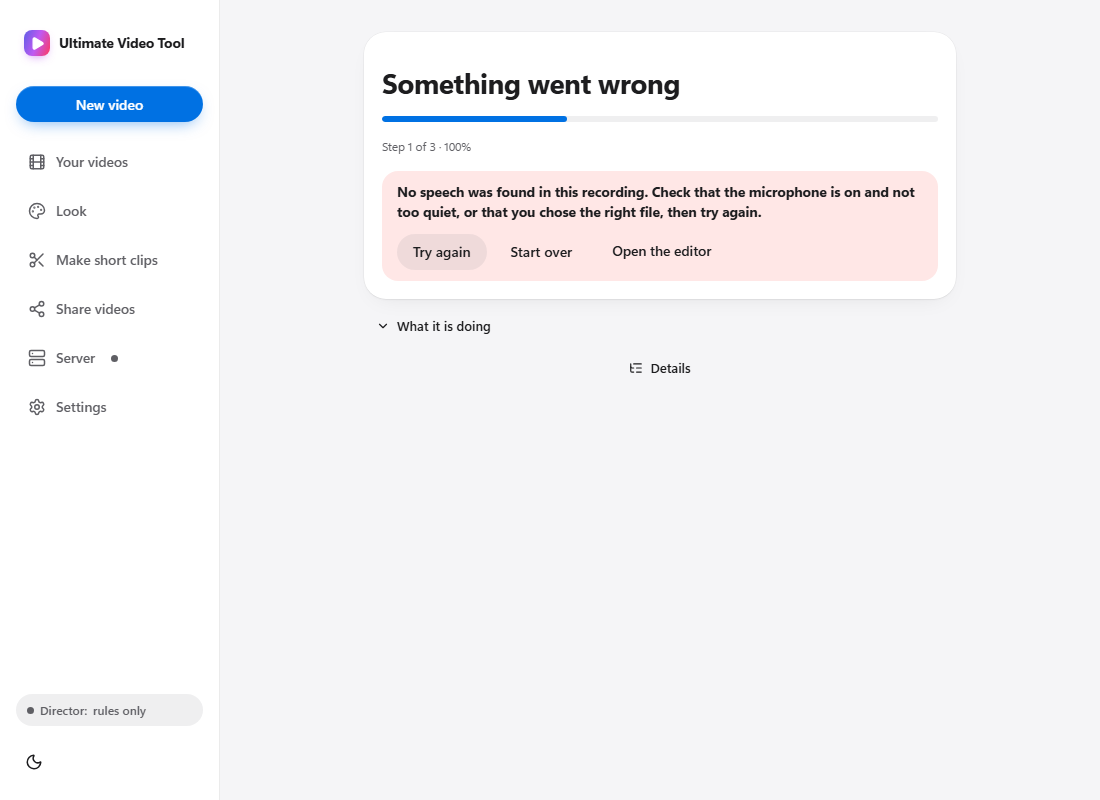 Ultimate Video Tool
New video
Your videos
Look
Make short clips
Share videos
Server
Settings
Director: rules only
Something went wrong
Step 1 of 3 · 100%
No speech was found in this recording. Check that the microphone is on and not
too quiet, or that you chose the right file, then try again.
Try again
Start over
Open the editor
What it is doing
Details